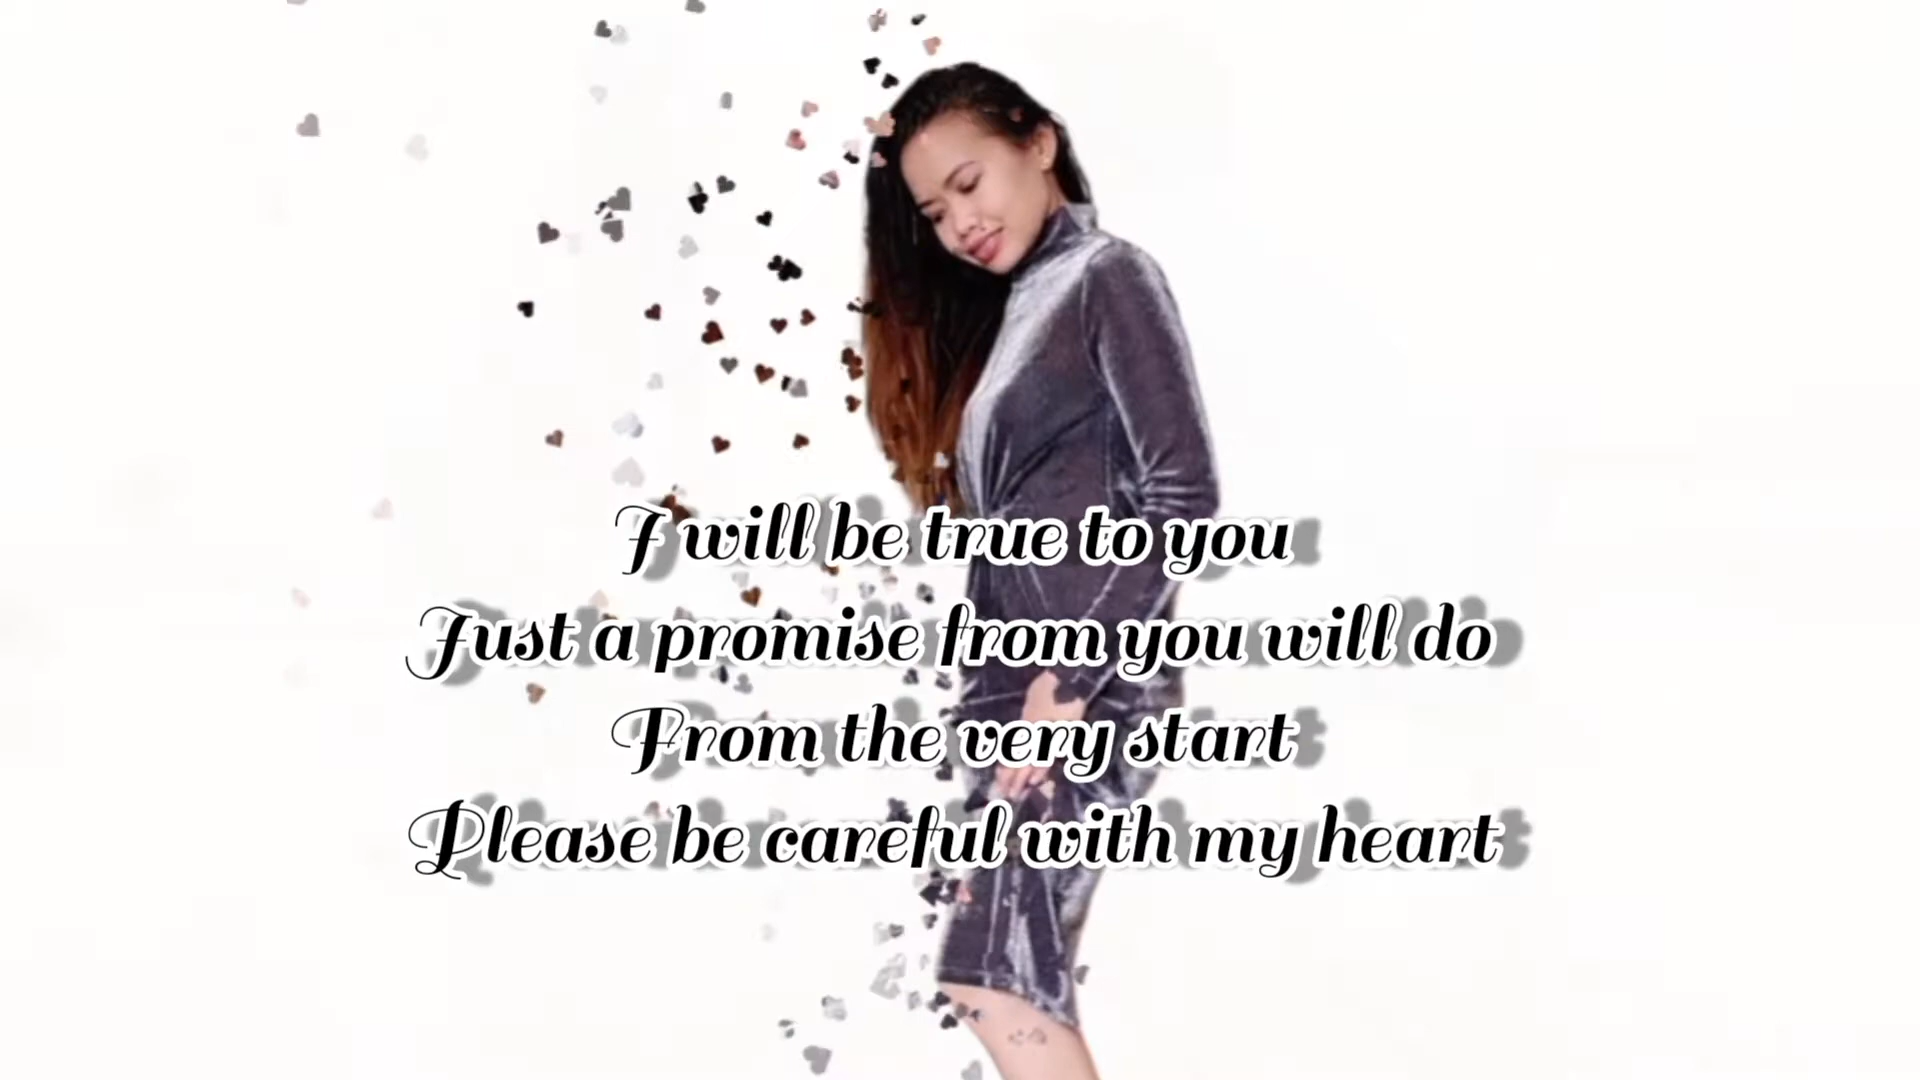 I will be true to you
Just a promise from you will do
From the very start
Please be careful with my heart